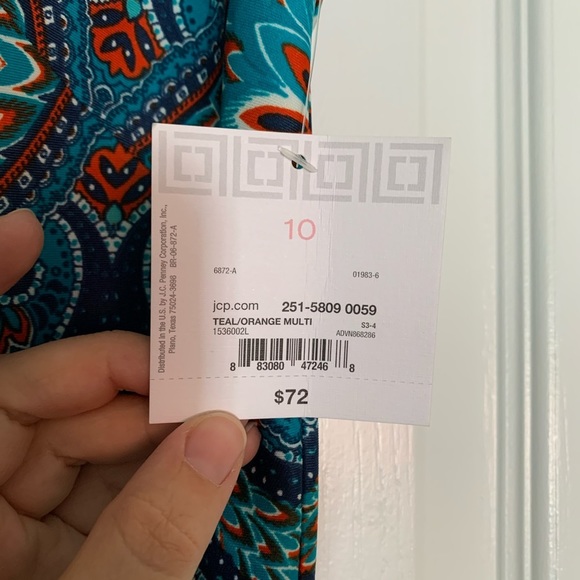 10
6872-A 01983-6
jcp.com 251-5809 0059
TEAL/ORANGE MULTI S3-4
1536002L ADVN868286
8 83080 47246 8
$72
Distributed in the U.S. by J.C. Penney Corporation, Inc.,
Plano, Texas 75024-3698 BR-06-872-A